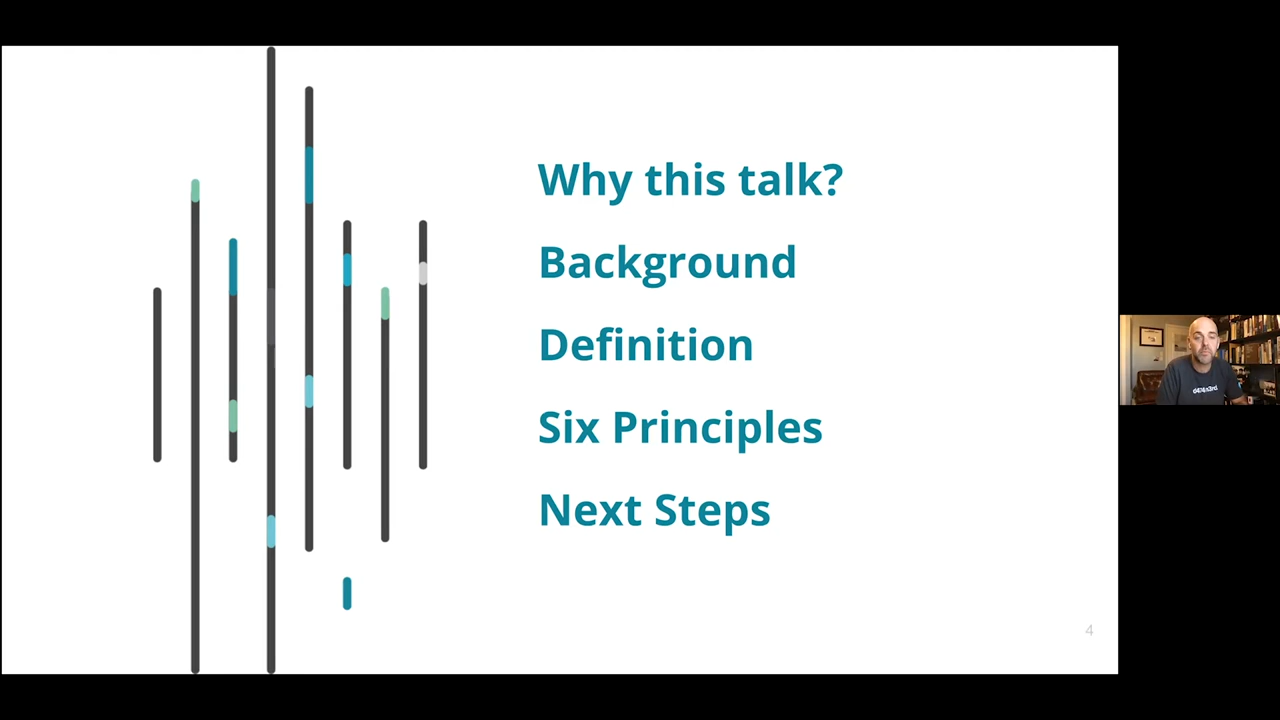 Why this talk?
Background
Definition
Six Principles
Next Steps
4